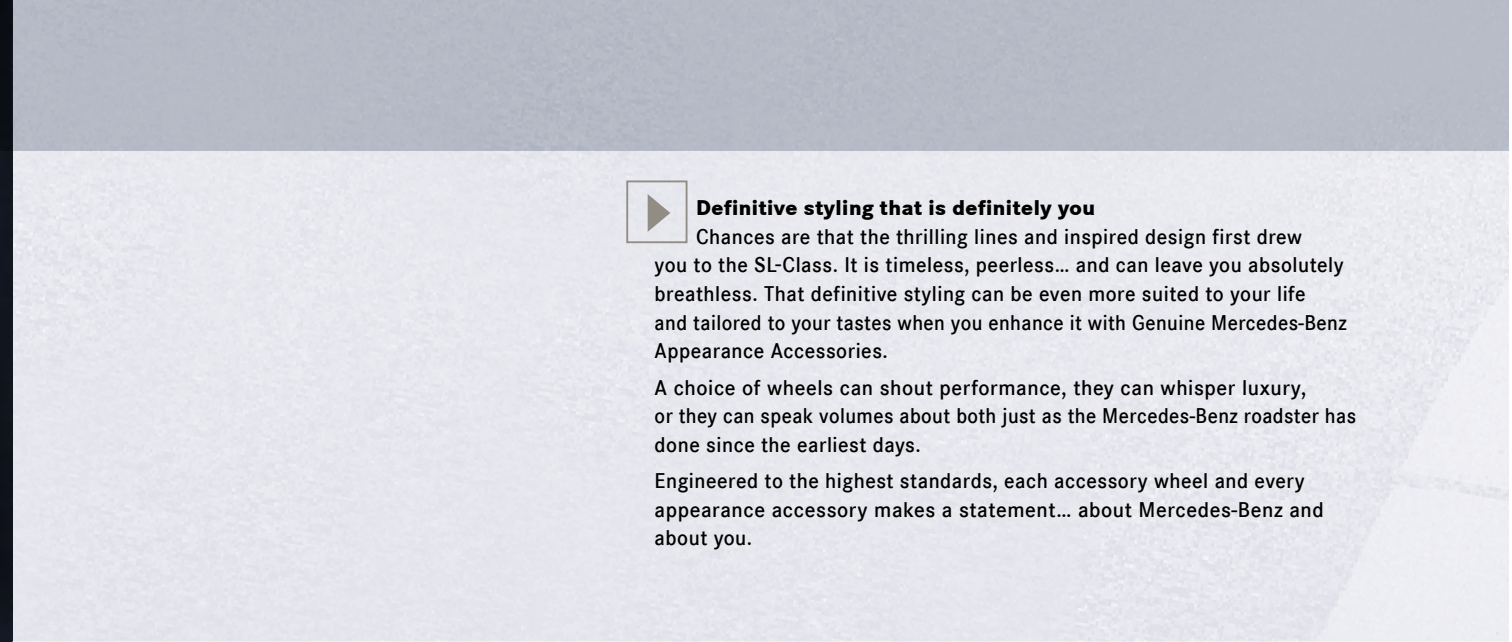 Definitive styling that is definitely you
Chances are that the thrilling lines and inspired design first drew
you to the SL-Class. It is timeless, peerless... and can leave you absolutely
breathless. That definitive styling can be even more suited to your life
and tailored to your tastes when you enhance it with Genuine Mercedes-Benz
Appearance Accessories.
A choice of wheels can shout performance, they can whisper luxury,
or they can speak volumes about both just as the Mercedes-Benz roadster has
done since the earliest days.
Engineered to the highest standards, each accessory wheel and every
appearance accessory makes a statement... about Mercedes-Benz and
about you.